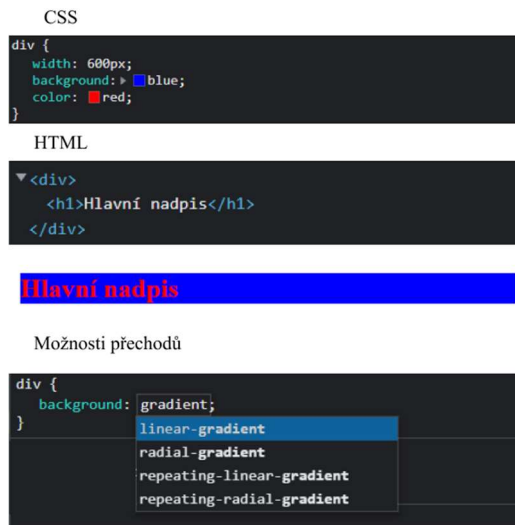 CSS
div {
width: 600px;
background: blue;
color: red;
}
HTML
<div>
<h1>Hlavní nadpis</h1>
</div>
Hlavní nadpis
Možnosti přechodů
div {
background: gradient;
}
linear-gradient
radial-gradient
repeating-linear-gradient
repeating-radial-gradient